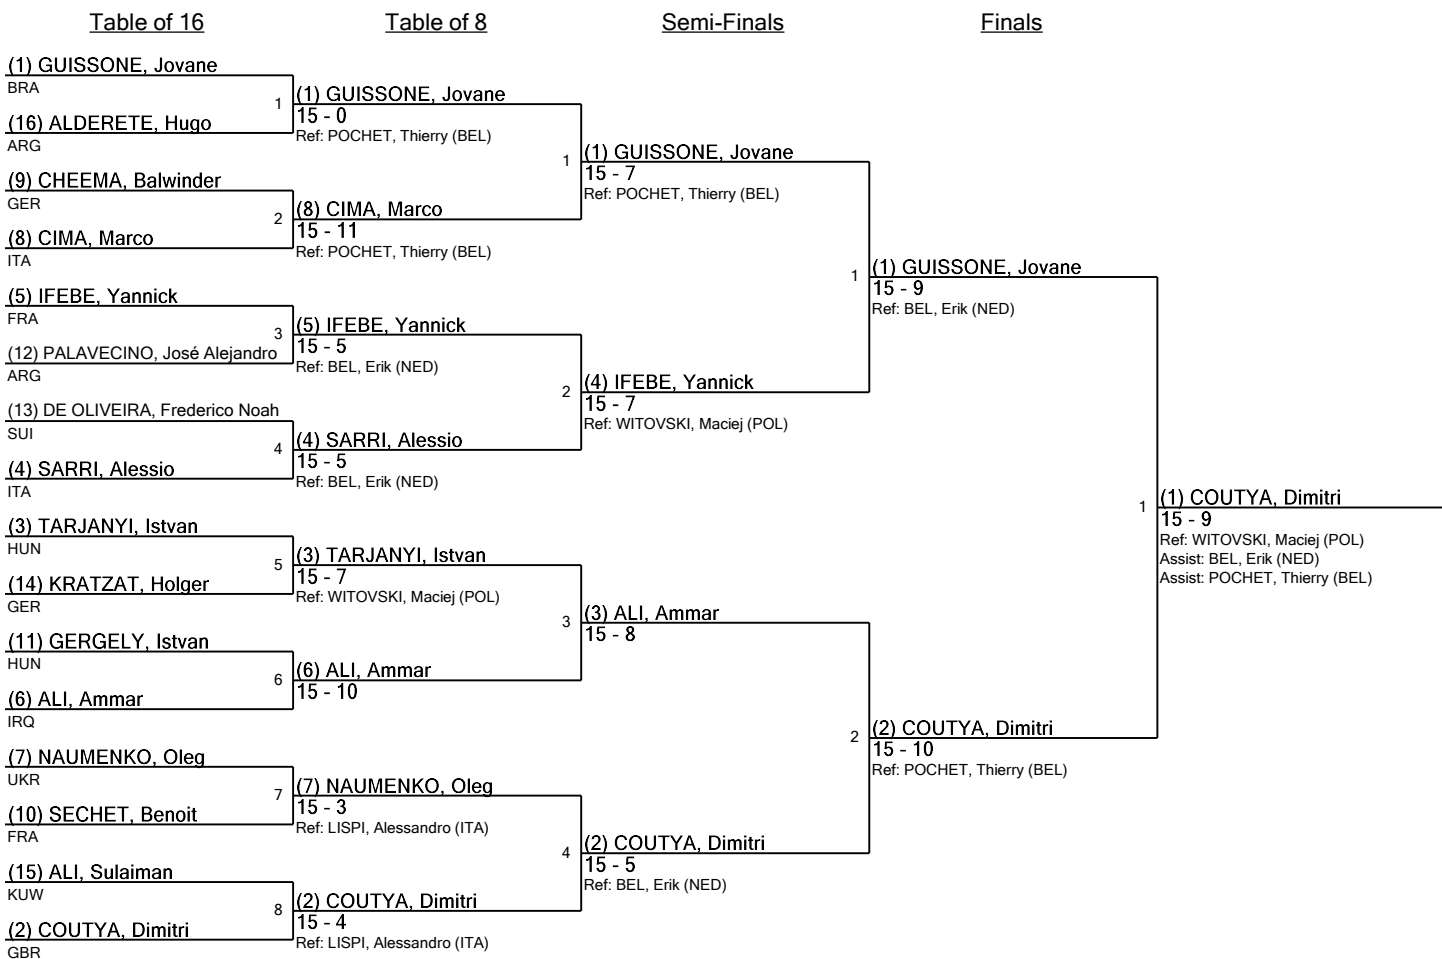 Table of 16
Table of 8
Semi-Finals
Finals
(1) GUISSONE, Jovane
BRA
(16) ALDERETE, Hugo
ARG
(9) CHEEMA, Balwinder
GER
(8) CIMA, Marco
ITA
(5) IFEBE, Yannick
FRA
(12) PALAVECINO, José Alejandro
ARG
(13) DE OLIVEIRA, Frederico Noah
SUI
(4) SARRI, Alessio
ITA
(3) TARJANYI, Istvan
HUN
(14) KRATZAT, Holger
GER
(11) GERGELY, Istvan
HUN
(6) ALI, Ammar
IRQ
(7) NAUMENKO, Oleg
UKR
(10) SECHET, Benoit
FRA
(15) ALI, Sulaiman
KUW
(2) COUTYA, Dimitri
GBR
1
(1) GUISSONE, Jovane
15 - 0
Ref: POCHET, Thierry (BEL)
2
(8) CIMA, Marco
15 - 11
Ref: POCHET, Thierry (BEL)
3
(5) IFEBE, Yannick
15 - 5
Ref: BEL, Erik (NED)
4
(4) SARRI, Alessio
15 - 5
Ref: BEL, Erik (NED)
5
(3) TARJANYI, Istvan
15 - 7
Ref: WITOVSKI, Maciej (POL)
6
(6) ALI, Ammar
15 - 10
7
(7) NAUMENKO, Oleg
15 - 3
Ref: LISPI, Alessandro (ITA)
8
(2) COUTYA, Dimitri
15 - 4
Ref: LISPI, Alessandro (ITA)
1
(1) GUISSONE, Jovane
15 - 7
Ref: POCHET, Thierry (BEL)
2
(4) IFEBE, Yannick
15 - 7
Ref: WITOVSKI, Maciej (POL)
3
(3) ALI, Ammar
15 - 8
4
(2) COUTYA, Dimitri
15 - 5
Ref: BEL, Erik (NED)
1
(1) GUISSONE, Jovane
15 - 9
Ref: BEL, Erik (NED)
2
(2) COUTYA, Dimitri
15 - 10
Ref: POCHET, Thierry (BEL)
1
(1) COUTYA, Dimitri
15 - 9
Ref: WITOVSKI, Maciej (POL)
Assist: BEL, Erik (NED)
Assist: POCHET, Thierry (BEL)